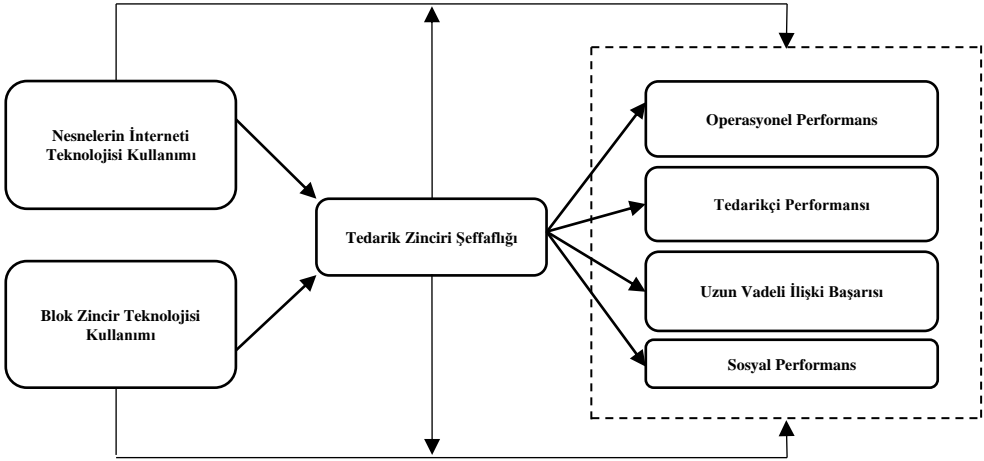 Nesnelerin İnterneti
Teknolojisi Kullanımı
Blok Zincir Teknolojisi
Kullanımı
Tedarik Zinciri Şeffaflığı
Operasyonel Performans
Tedarikçi Performansı
Uzun Vadeli İlişki Başarısı
Sosyal Performans